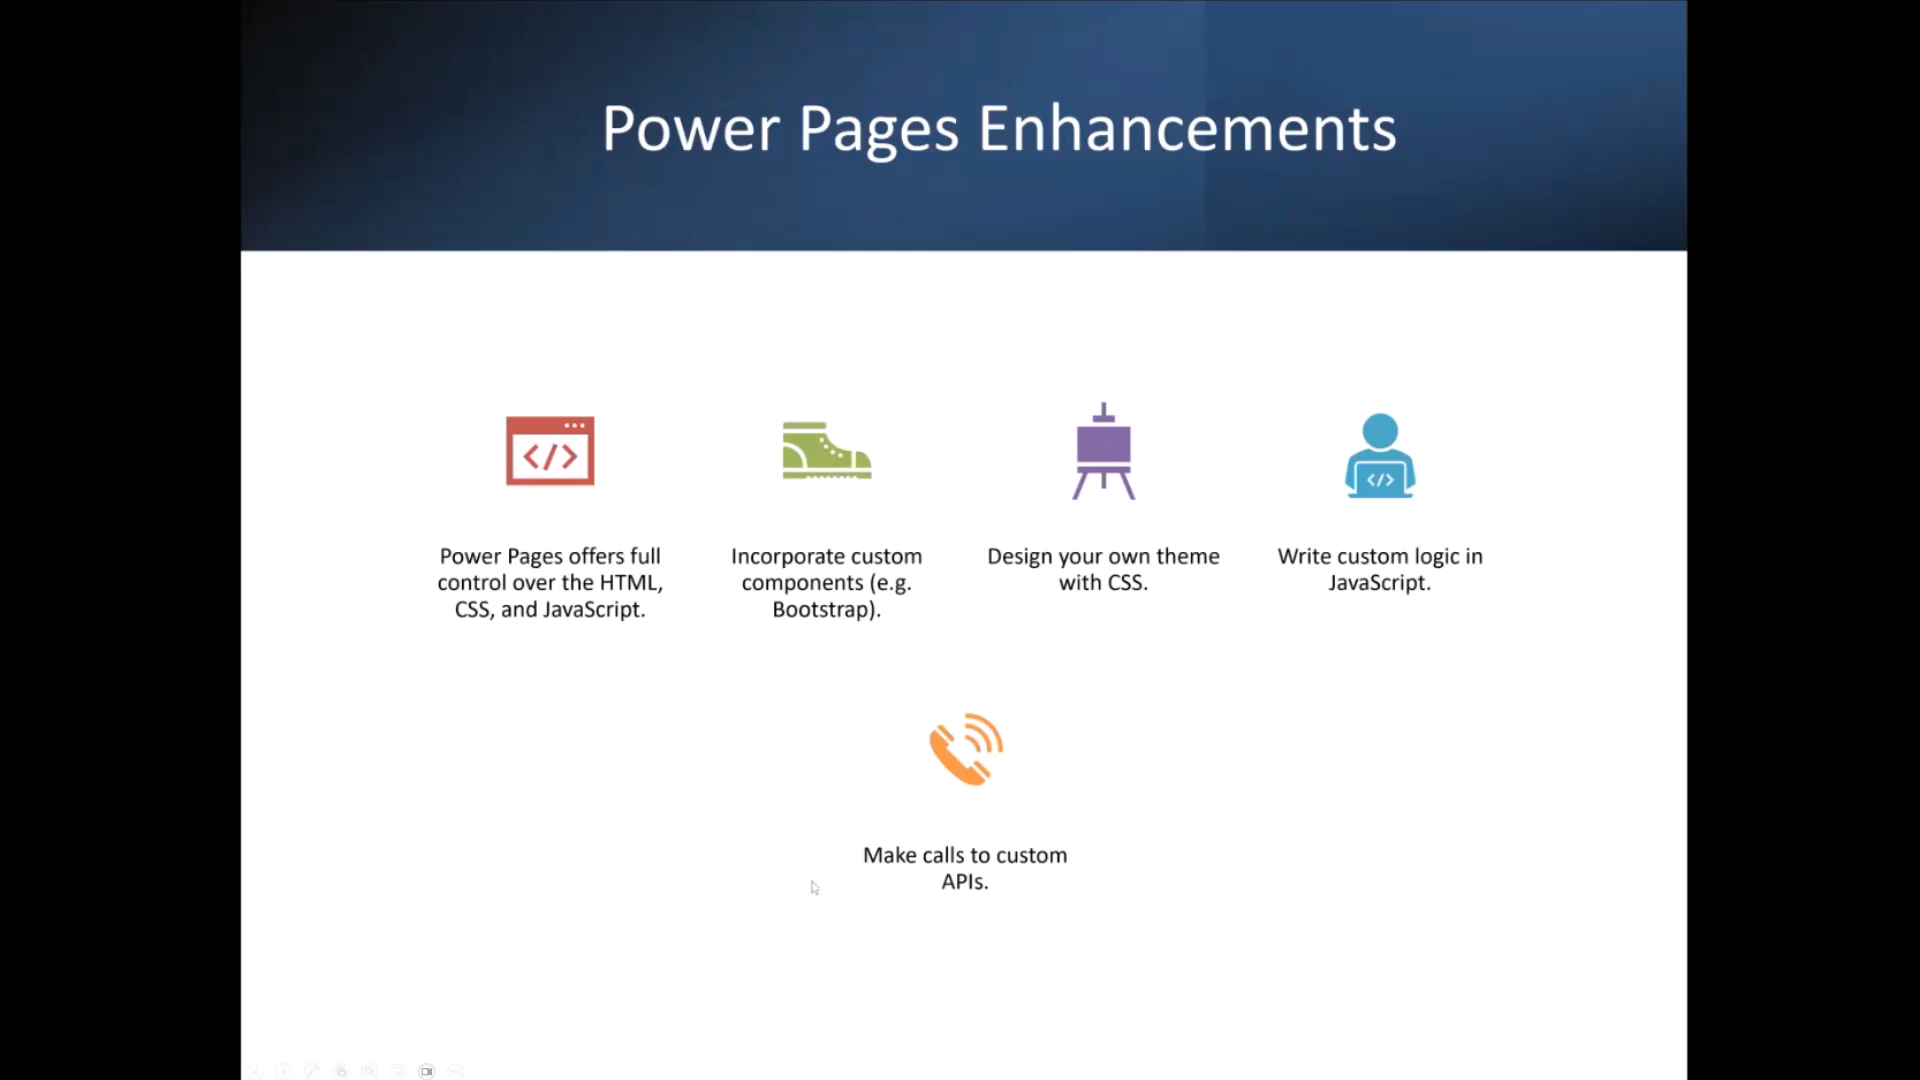 Power Pages Enhancements
</>
</>
Power Pages offers full
control over the HTML,
CSS, and JavaScript.
Incorporate custom
components (e.g.
Bootstrap).
Design your own theme
with CSS.
Write custom logic in
JavaScript.
Make calls to custom
APIs.